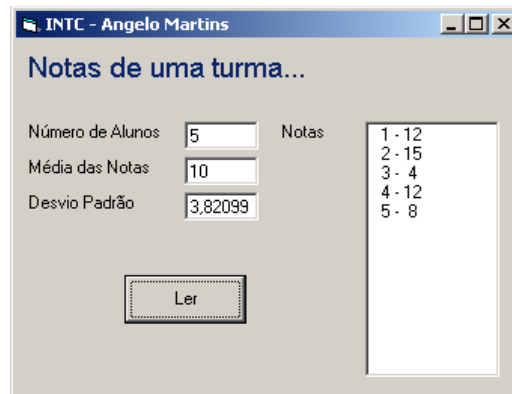 INTC - Angelo Martins
Notas de uma turma...
Número de Alunos 5
Média das Notas 10
Desvio Padrão 3,82099
Ler
Notas
1 - 12
2 - 15
3 - 4
4 - 12
5 - 8